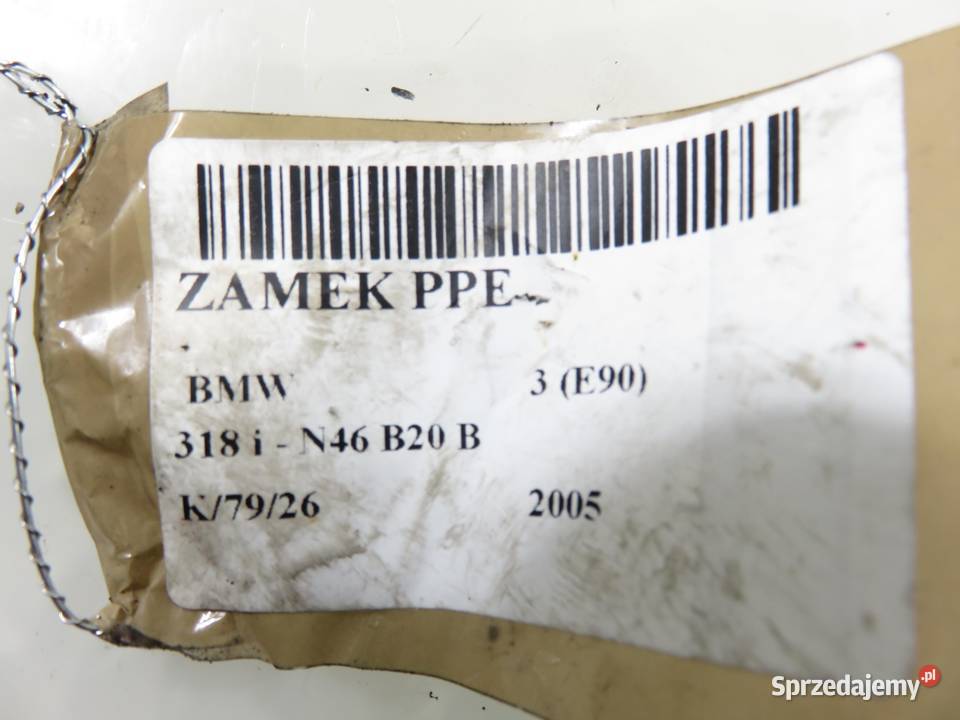 ZAMEK PPE
BMW 3 (E90)
318 i - N46 B20 B
K/79/26 2005
Sprzedajemy.pl